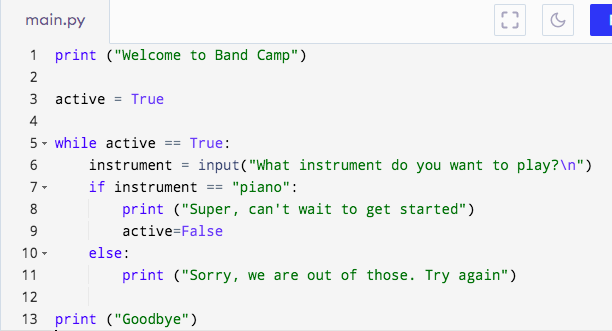 main.py
1 print ("Welcome to Band Camp")
2
3 active = True
4
5 while active == True:
6     instrument = input("What instrument do you want to play?\n")
7     if instrument == "piano":
8         print ("Super, can't wait to get started")
9         active=False
10     else:
11         print ("Sorry, we are out of those. Try again")
12
13 print ("Goodbye")